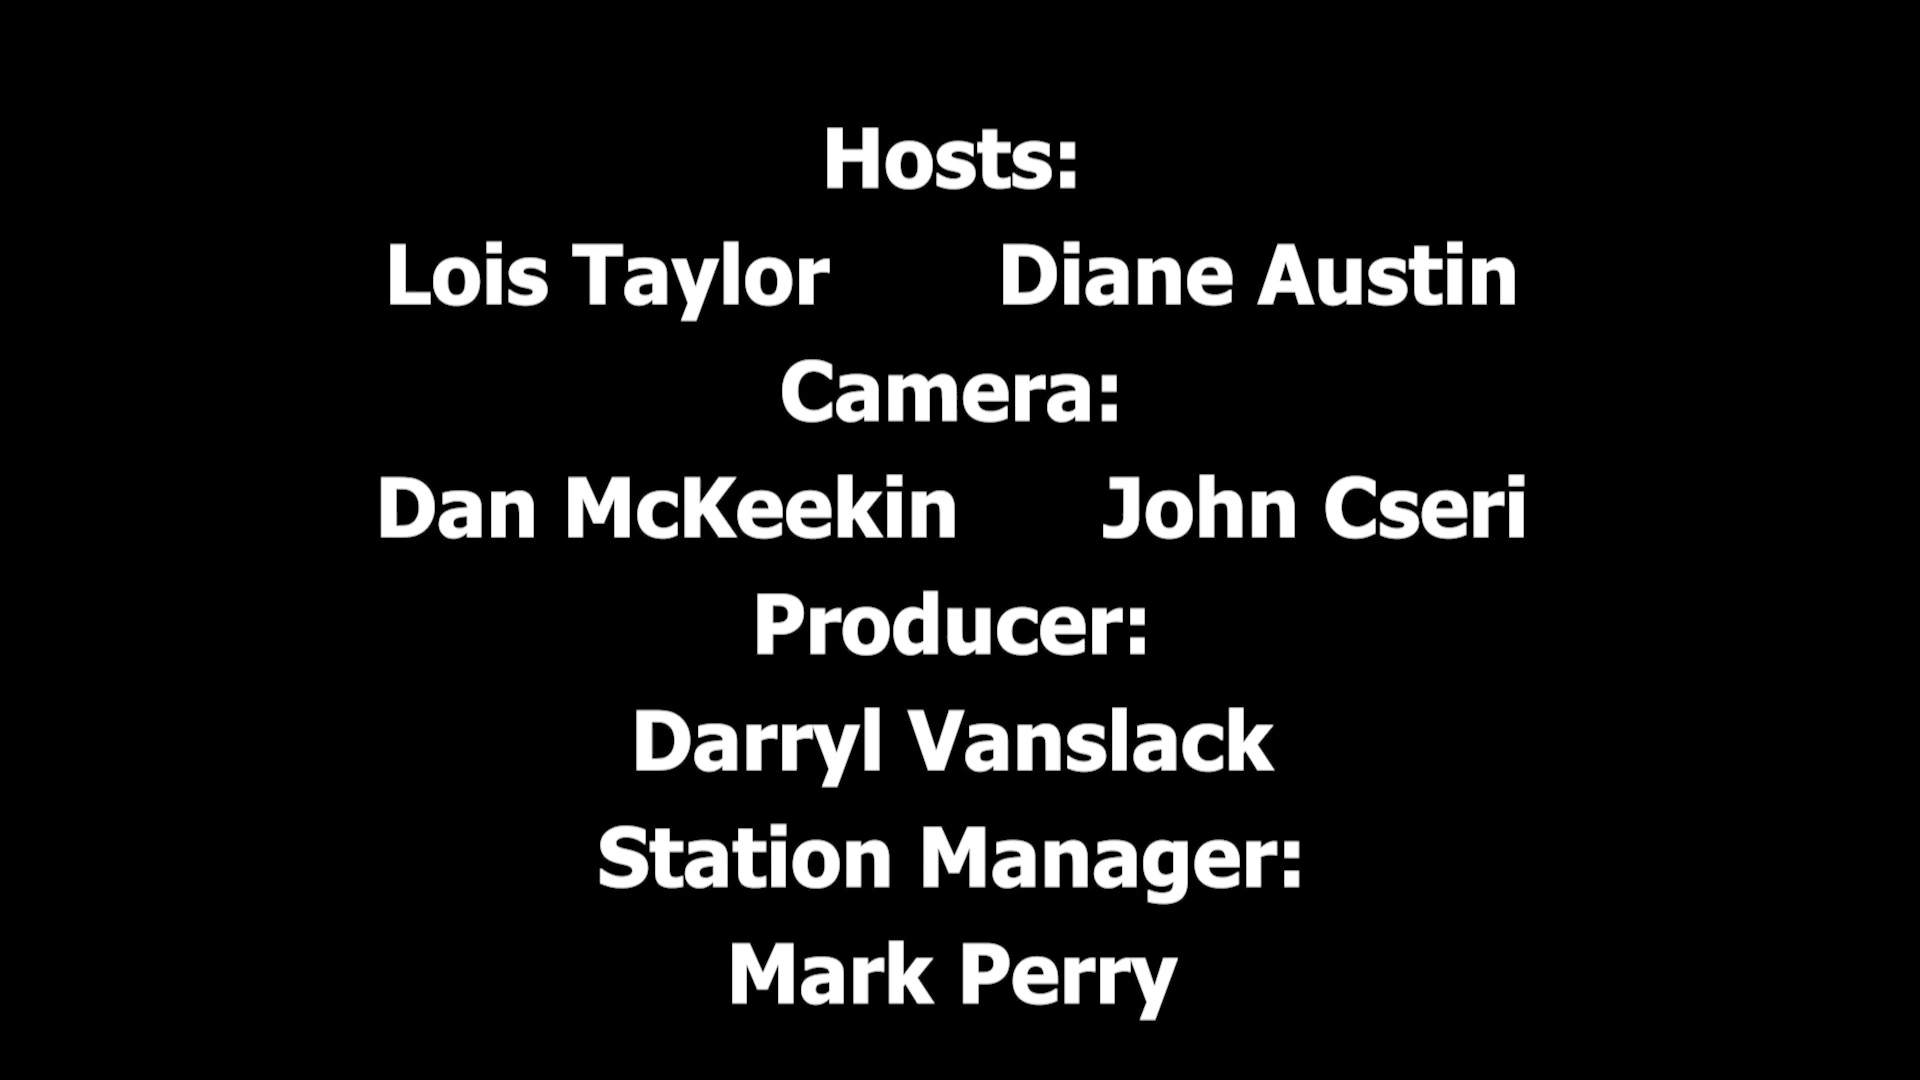 Hosts:
Lois Taylor Diane Austin
Camera:
Dan McKeekin John Cseri
Producer:
Darryl Vanslack
Station Manager:
Mark Perry